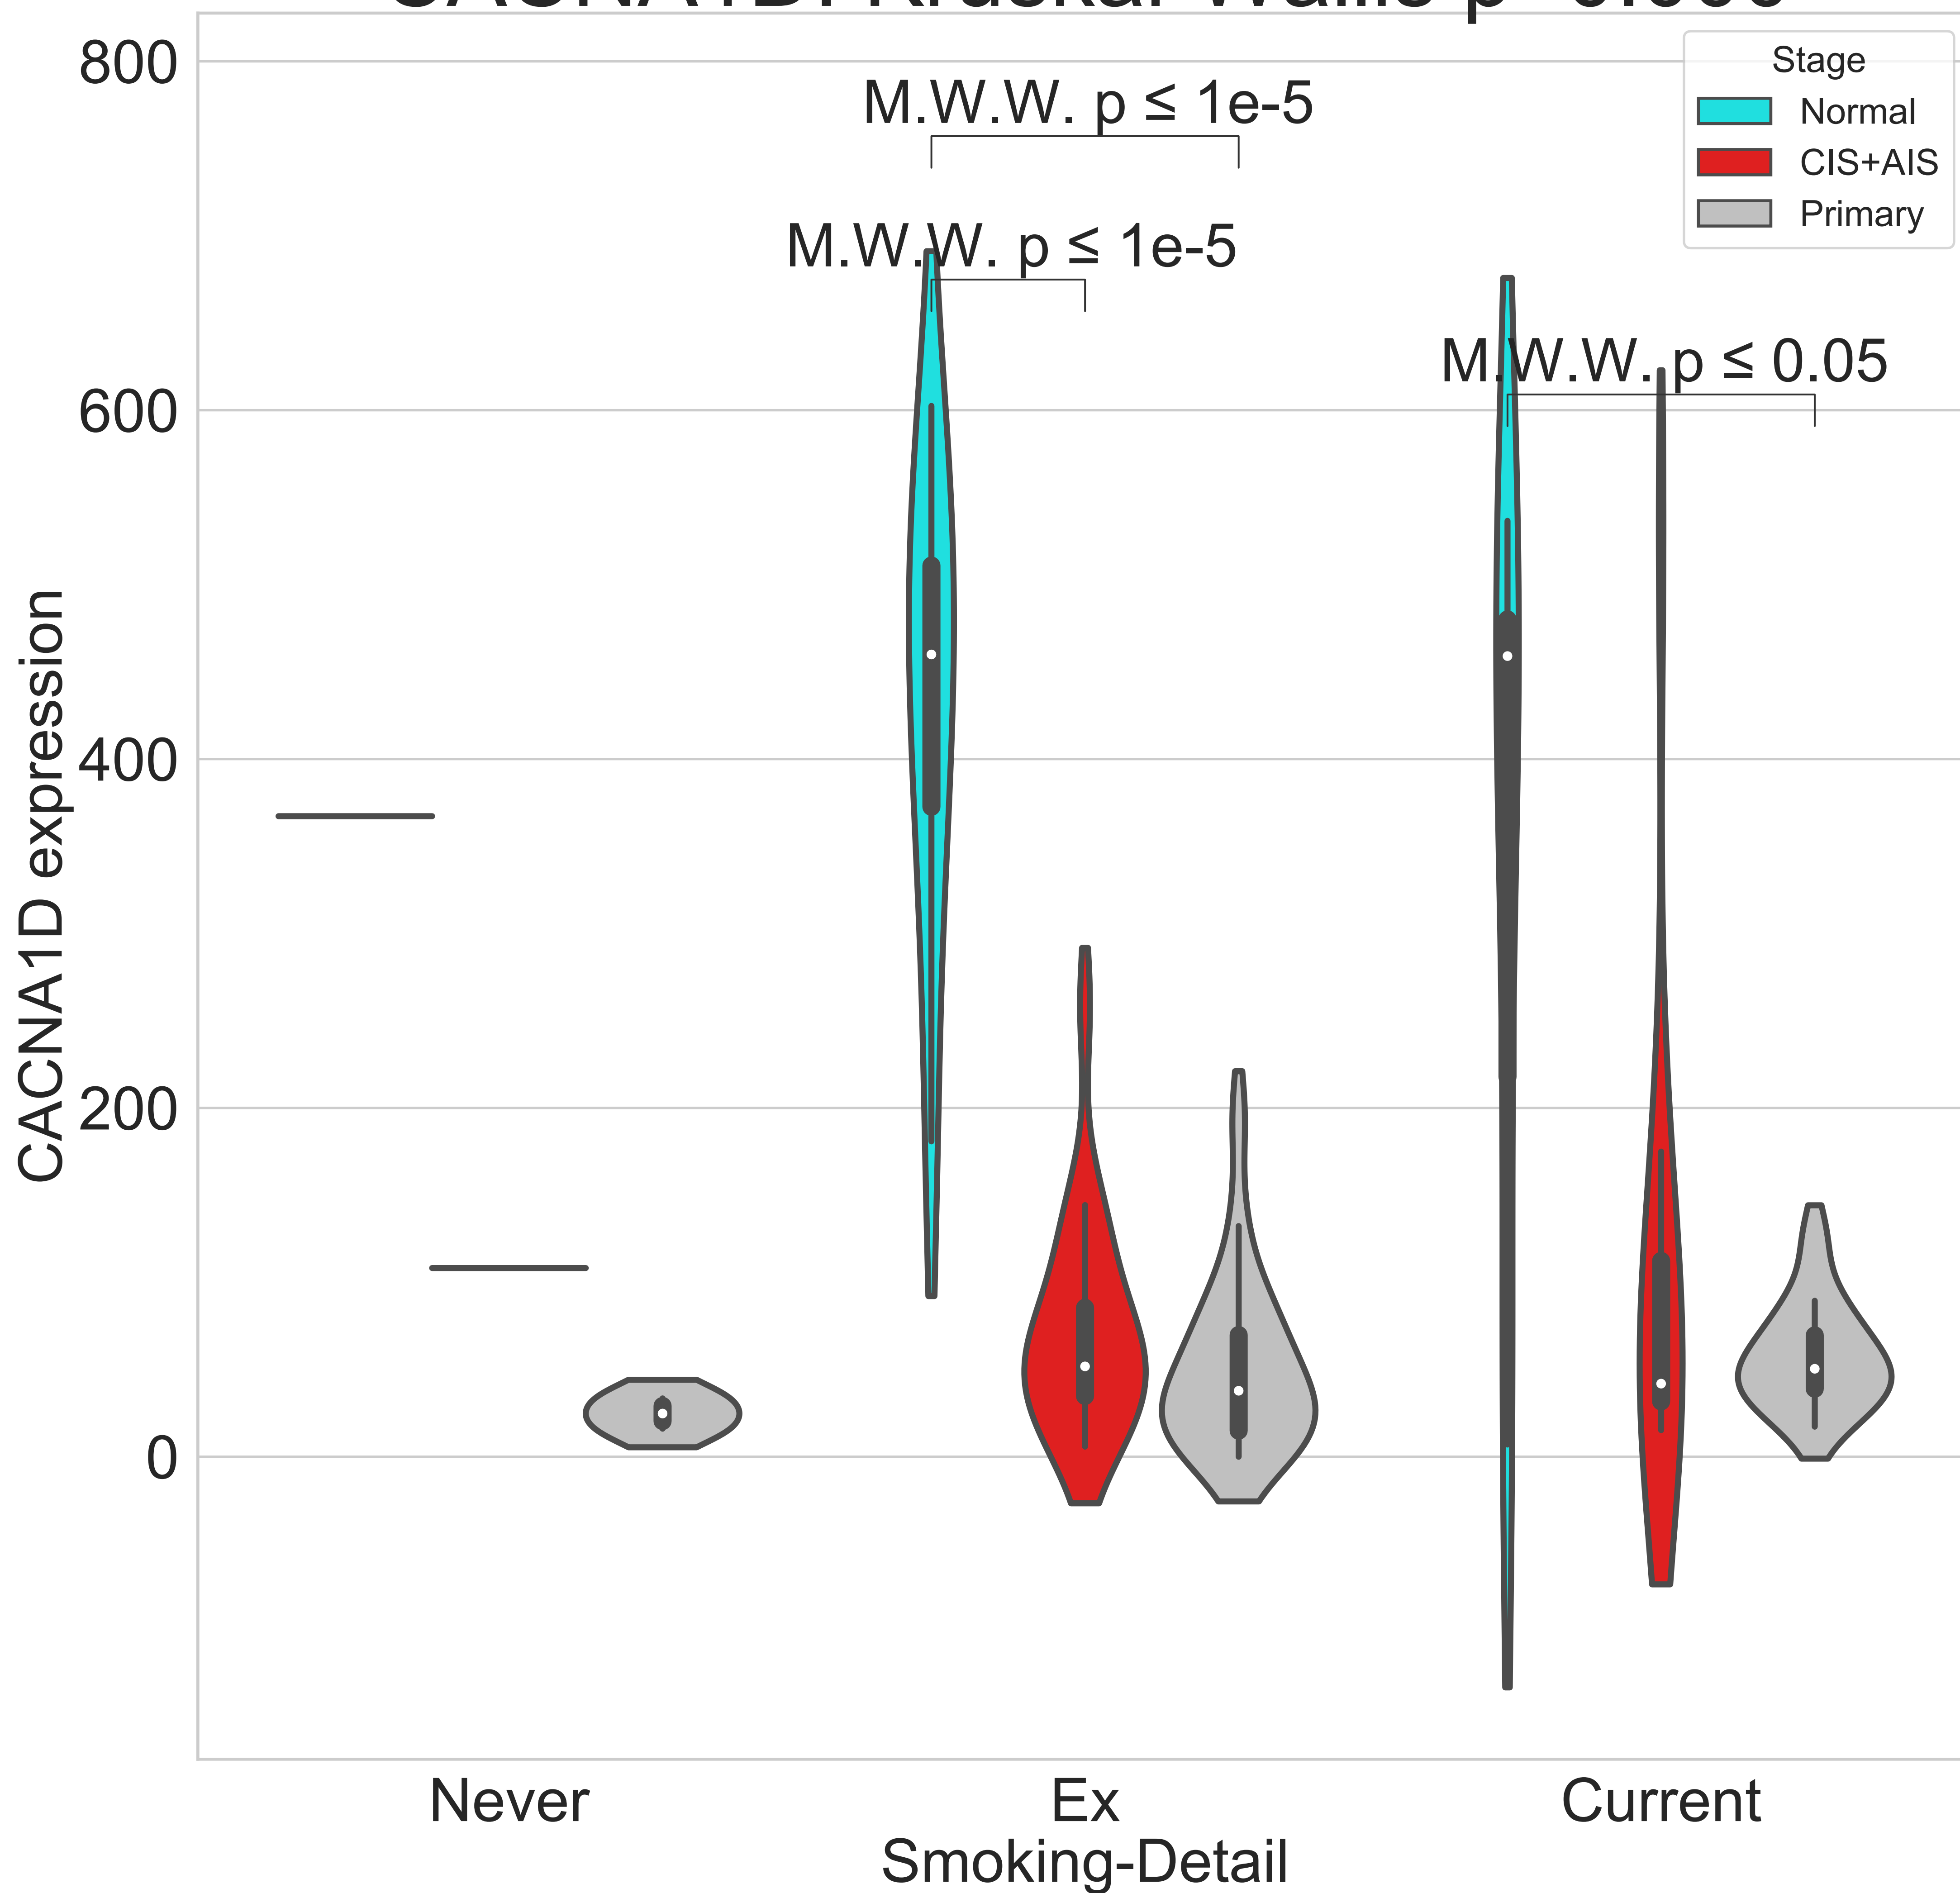 800
600
400
200
0
CACNA1D expression
M.W.W. p ≤ 1e-5
M.W.W. p ≤ 1e-5
M.W.W. p ≤ 0.05
Stage
Normal
CIS+AIS
Primary
Never
Ex
Current
Smoking-Detail